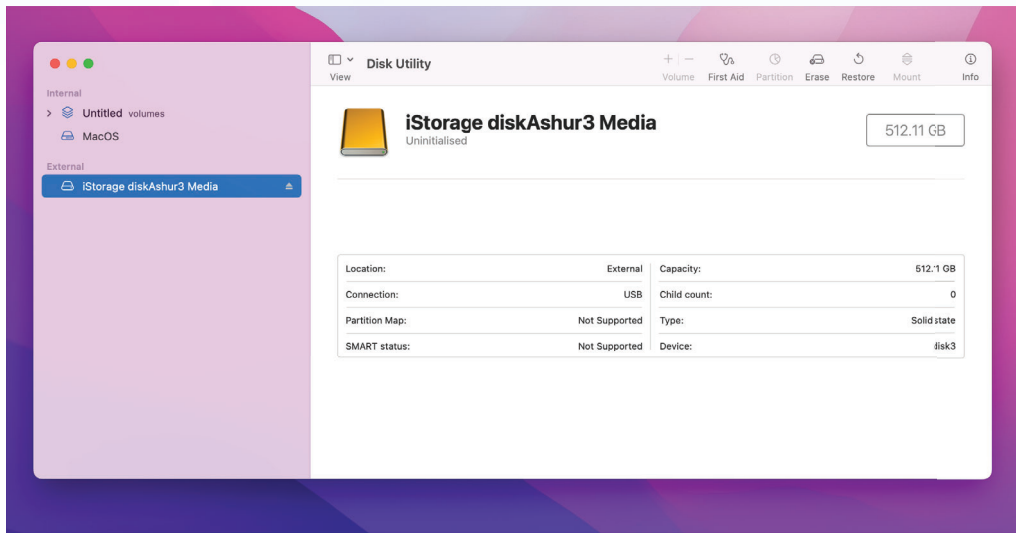 Disk Utility
View
Volume First Aid Partition Erase Restore Mount Info
Internal
Untitled volumes
MacOS
External
iStorage diskAshur3 Media
iStorage diskAshur3 Media
Uninitialised
512.11 GB
Location: External
Capacity: 512.11 GB
Connection: USB
Child count: 0
Partition Map: Not Supported
Type: Solid state
SMART status: Not Supported
Device: disk3